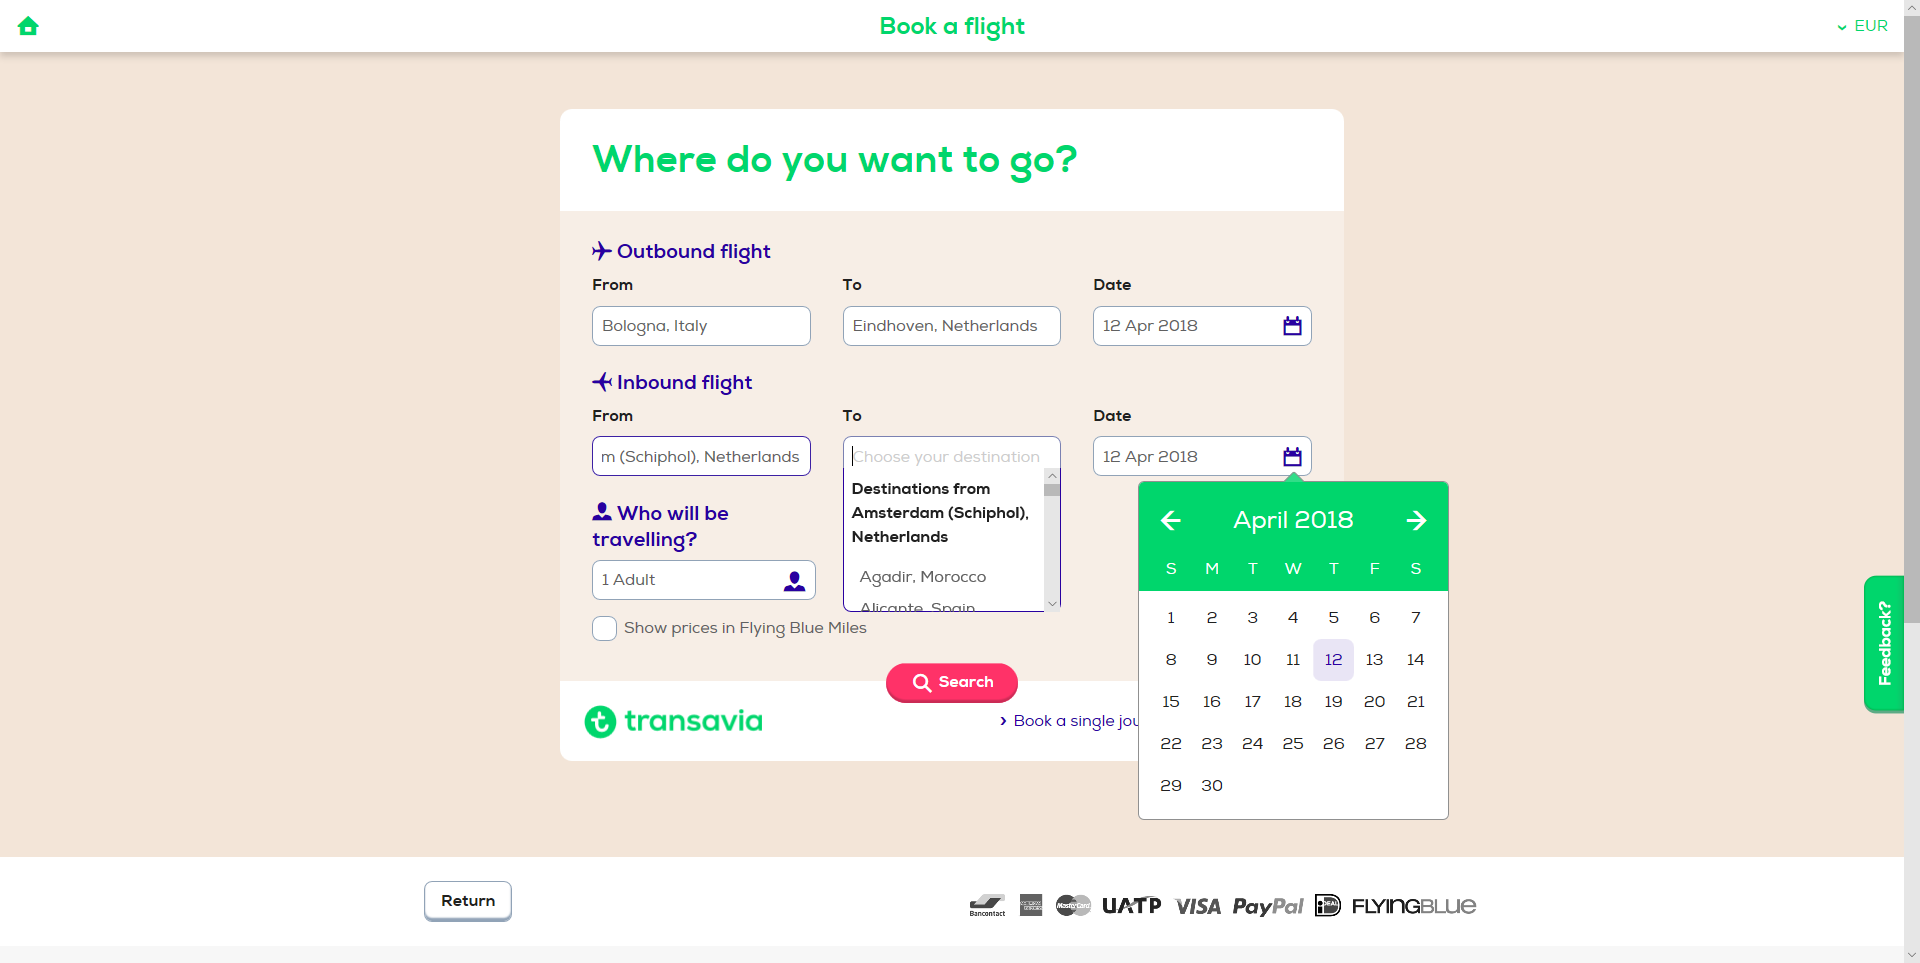 Book a flight
EUR
Where do you want to go?
Outbound flight
From
To
Date
Bologna, Italy
Eindhoven, Netherlands
12 Apr 2018
Inbound flight
From
To
Date
m (Schiphol), Netherlands
Choose your destination
12 Apr 2018
Destinations from
Amsterdam (Schiphol),
Netherlands
Agadir, Morocco
Alicante, Spain
Who will be
travelling?
1 Adult
Show prices in Flying Blue Miles
Search
transavia
Book a single jou
April 2018
S M T W T F S
1 2 3 4 5 6 7
8 9 10 11 12 13 14
15 16 17 18 19 20 21
22 23 24 25 26 27 28
29 30
Feedback?
Return
Bancontact
MasterCard
UATP
VISA
PayPal
iDEAL
FLYINGBLUE